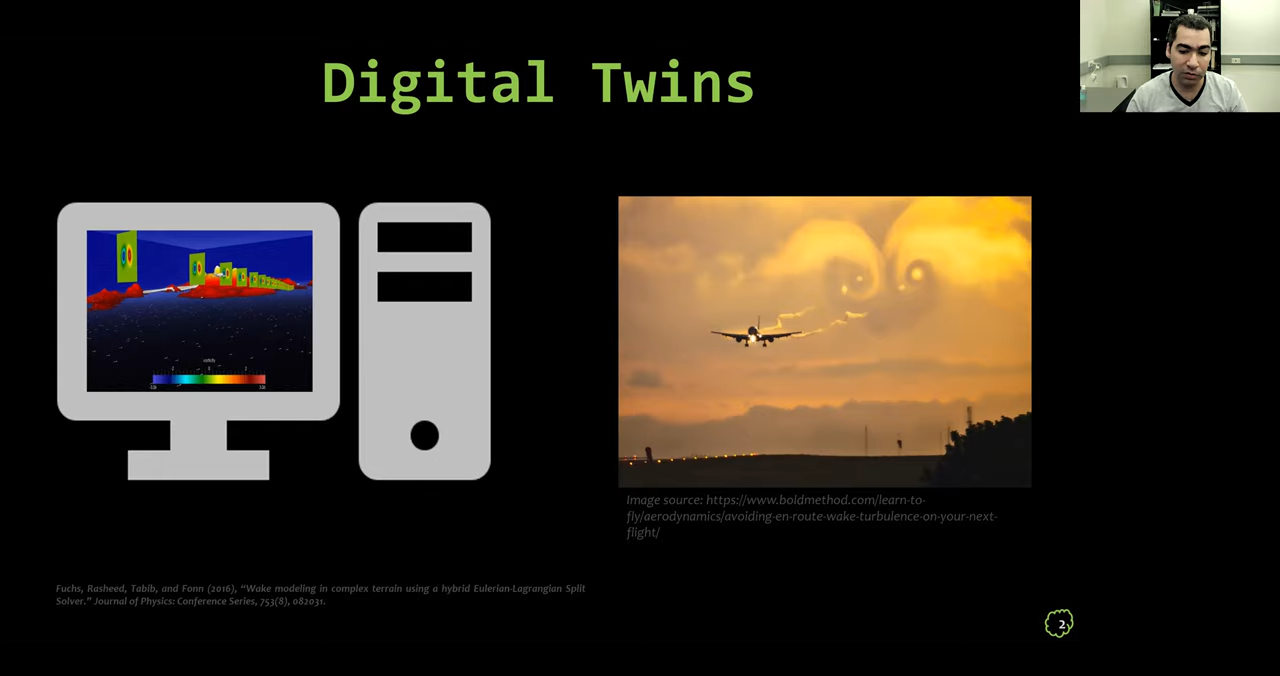 Digital Twins
Image source: https://www.boldmethod.com/learn-to-
fly/aerodynamics/avoiding-en-route-wake-turbulence-on-your-next-
flight/
Fuchs, Rasheed, Tabib, and Fonn (2016), “Wake modeling in complex terrain using a hybrid Eulerian-Lagrangian Split
Solver.” Journal of Physics: Conference Series, 753(8), 082031.
2